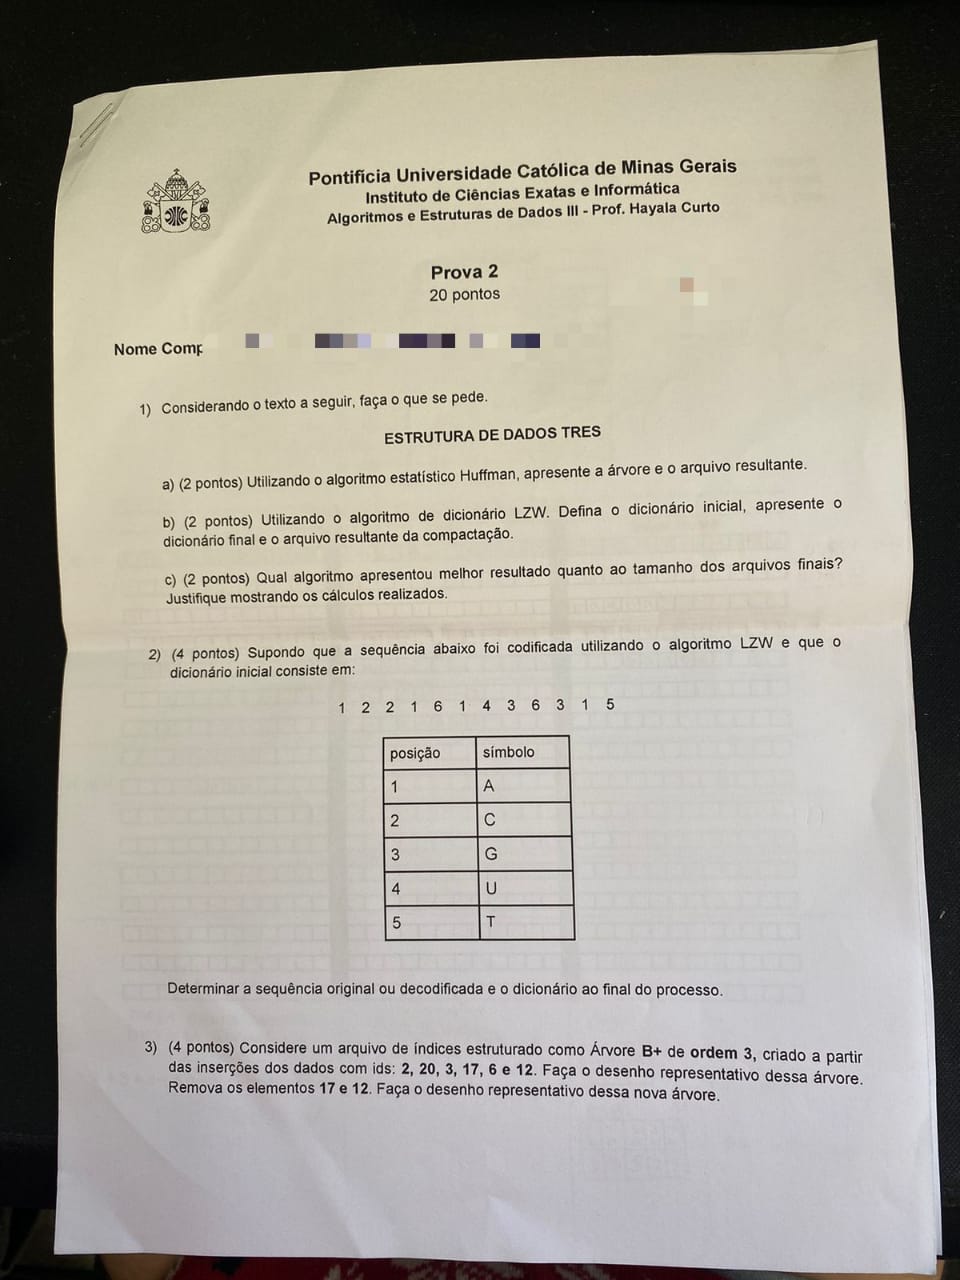 Pontifícia Universidade Católica de Minas Gerais
Instituto de Ciências Exatas e Informática
Algoritmos e Estruturas de Dados III - Prof. Hayala Curto
Prova 2
20 pontos
Nome Comp
1) Considerando o texto a seguir, faça o que se pede.
ESTRUTURA DE DADOS TRES
a) (2 pontos) Utilizando o algoritmo estatístico Huffman, apresente a árvore e o arquivo resultante.
b) (2 pontos) Utilizando o algoritmo de dicionário LZW. Defina o dicionário inicial, apresente o
dicionário final e o arquivo resultante da compactação.
c) (2 pontos) Qual algoritmo apresentou melhor resultado quanto ao tamanho dos arquivos finais?
Justifique mostrando os cálculos realizados.
2) (4 pontos) Supondo que a sequência abaixo foi codificada utilizando o algoritmo LZW e que o
dicionário inicial consiste em:
1 2 2 1 6 1 4 3 6 3 1 5
posição símbolo
1 A
2 C
3 G
4 U
5 T
Determinar a sequência original ou decodificada e o dicionário ao final do processo.
3) (4 pontos) Considere um arquivo de índices estruturado como Árvore B+ de ordem 3, criado a partir
das inserções dos dados com ids: 2, 20, 3, 17, 6 e 12. Faça o desenho representativo dessa árvore.
Remova os elementos 17 e 12. Faça o desenho representativo dessa nova árvore.